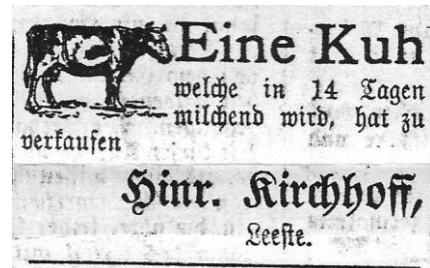 Eine Kuh
welche in 14 Tagen
milchend wird, hat zu
verkaufen
Hinr. Kirchhoff,
Leeste.